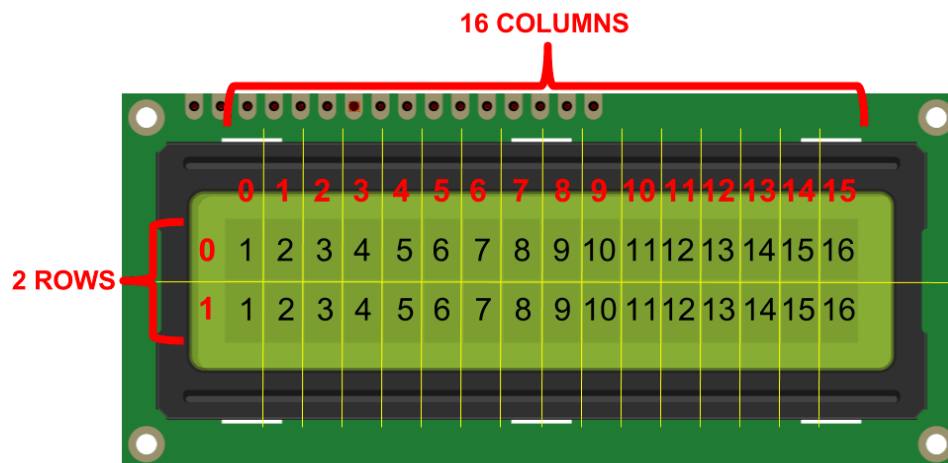 16 COLUMNS
0 1 2 3 4 5 6 7 8 9 10 11 12 13 14 15
2 ROWS
0 1 2 3 4 5 6 7 8 9 10 11 12 13 14 15 16
1 1 2 3 4 5 6 7 8 9 10 11 12 13 14 15 16